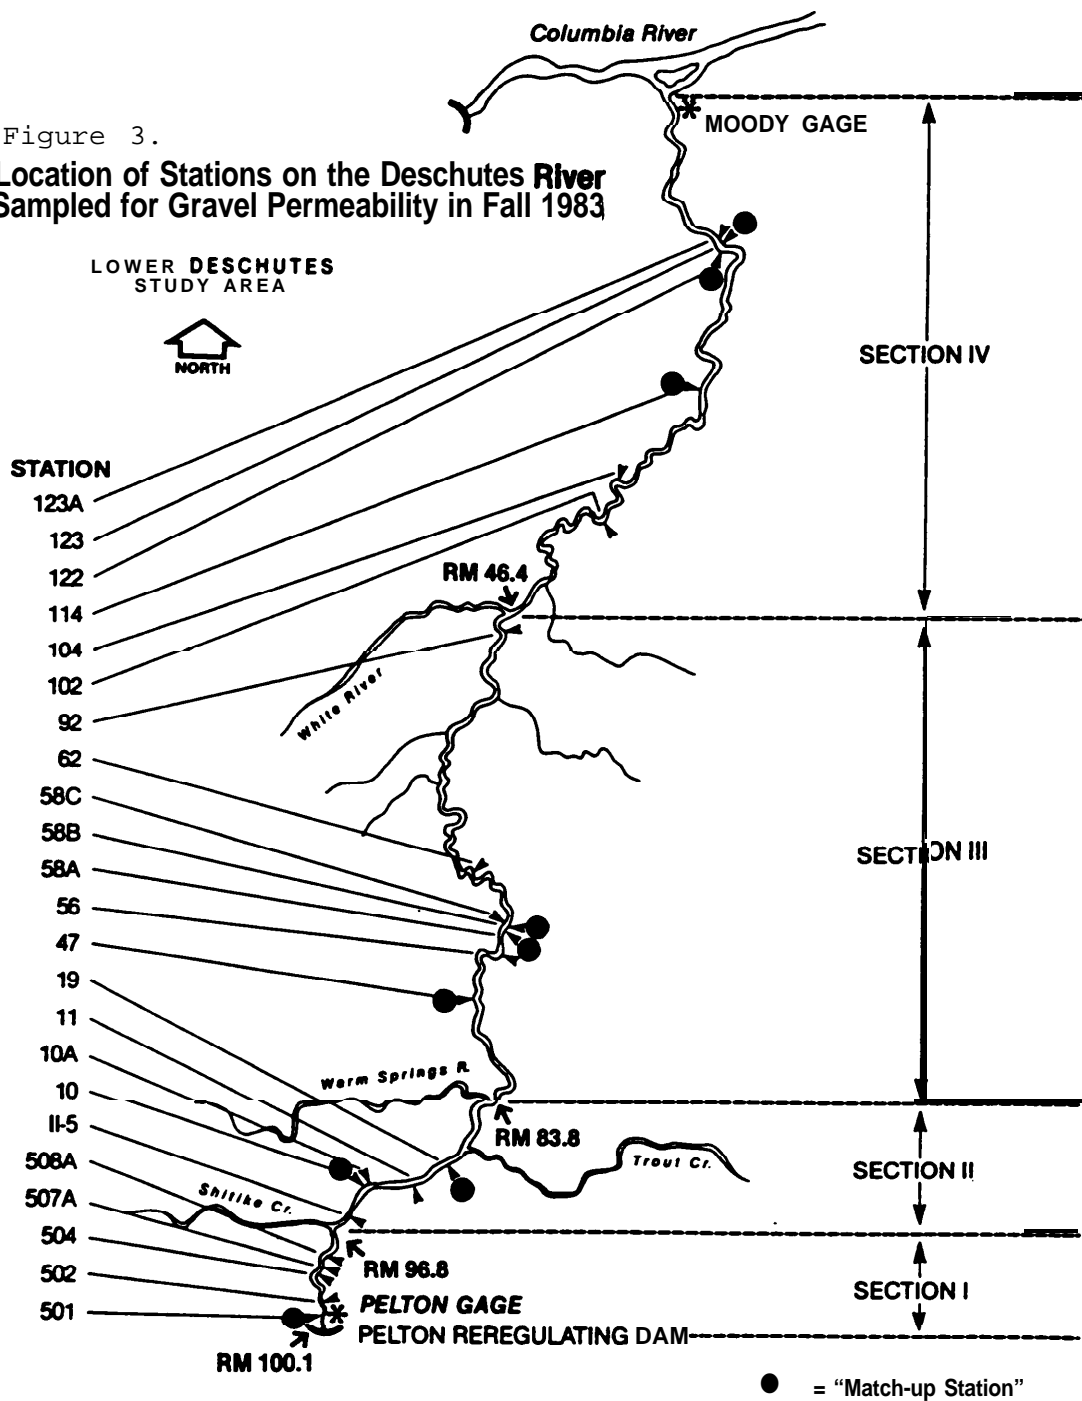 Columbia River
MOODY GAGE
Figure 3.
Location of Stations on the Deschutes River
Sampled for Gravel Permeability in Fall 1983
LOWER DESCHUTES
STUDY AREA
NORTH
SECTION IV
STATION
123A
123
122
114
104
102
92
62
58C
58B
58A
56
47
19
11
10A
10
II-5
508A
507A
504
502
501
RM 46.4
White River
SECTION III
Warm Springs R.
RM 83.8
Trout Cr.
SECTION II
Shitike Cr.
RM 96.8
SECTION I
PELTON GAGE
PELTON REREGULATING DAM
RM 100.1
= “Match-up Station”